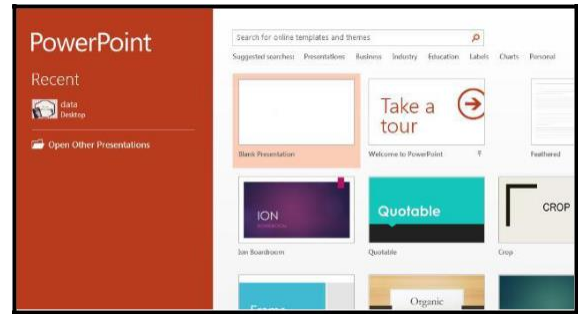 PowerPoint
Recent
data
Desktop
Open Other Presentations
Search for online templates and themes
Suggested searches: Presentations Business Industry Education Labels Charts Personal
Take a
tour
Blank Presentation Welcome to PowerPoint Feathered
ION
Quotable
CROP
Ion Boardroom Quotable Crop
Frame
Organic